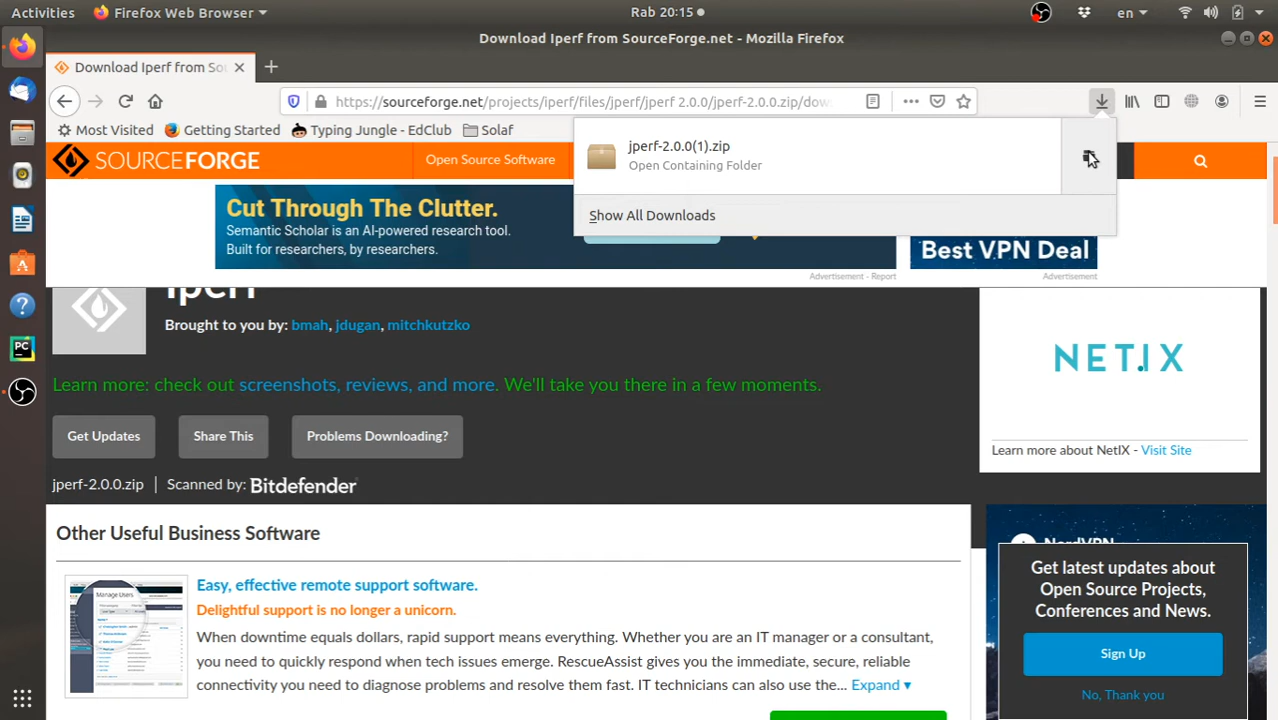 Activities Firefox Web Browser Rab 20:15 en
Download Iperf from SourceForge.net - Mozilla Firefox
Download Iperf from Sou
https://sourceforge.net/projects/iperf/files/jperf/jperf 2.0.0/jperf-2.0.0.zip/dow
Most Visited Getting Started Typing Jungle - EdClub Solaf
jperf-2.0.0(1).zip
Open Containing Folder
Show All Downloads
SOURCEFORGE Open Source Software
Cut Through The Clutter.
Semantic Scholar is an AI-powered research tool.
Built for researchers, by researchers.
Best VPN Deal
Advertisement - Report
Advertisement
Iperf
Brought to you by: bmah, jdugan, mitchkutzko
Learn more: check out screenshots, reviews, and more. We'll take you there in a few moments.
Get Updates Share This Problems Downloading?
jperf-2.0.0.zip | Scanned by: Bitdefender
NET.IX
Learn more about NetIX - Visit Site
Other Useful Business Software
Manage Users
Easy, effective remote support software.
Delightful support is no longer a unicorn.
When downtime equals dollars, rapid support means everything. Whether you are an IT manager or a consultant,
you need to quickly respond when tech issues emerge. RescueAssist gives you the immediate, secure, reliable
connectivity you need to diagnose problems and resolve them fast. IT technicians can also use the... Expand ▾
NordVPN
Get latest updates about
Open Source Projects,
Conferences and News.
Sign Up
No, Thank you
PC